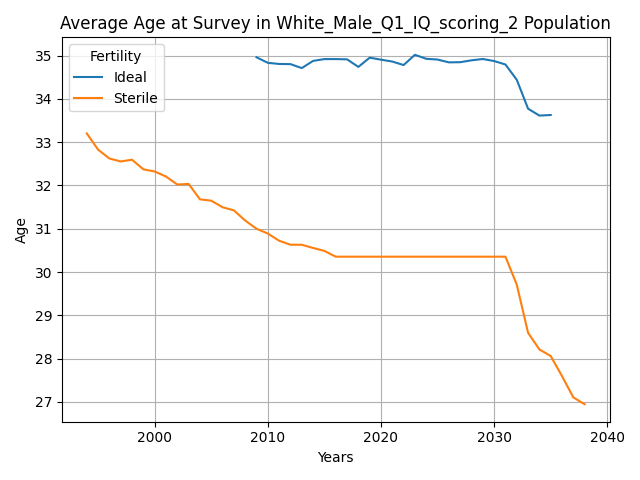 Average Age at Survey in White_Male_Q1_IQ_scoring_2 Population
Fertility
Ideal
Sterile
35
34
33
32
31
30
29
28
27
Age
2000
2010
2020
2030
2040
Years